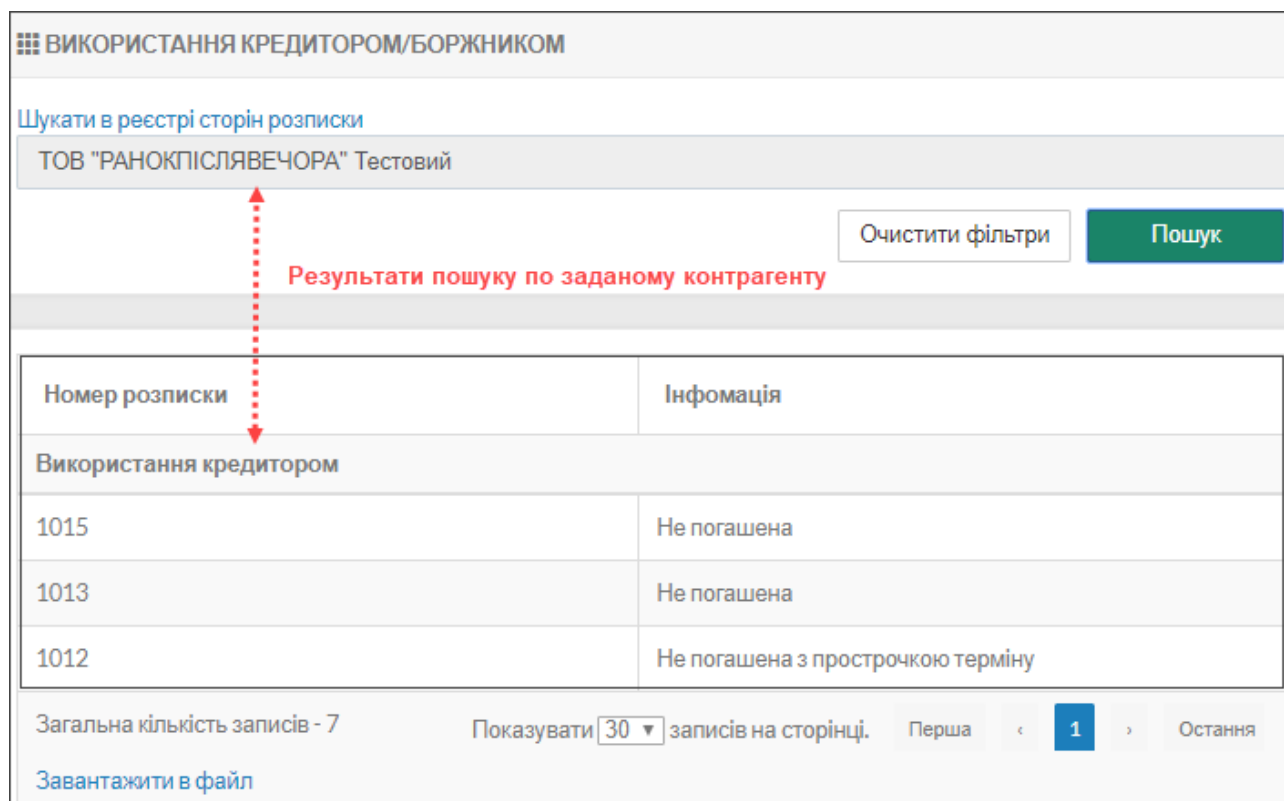 ВИКОРИСТАННЯ КРЕДИТОРОМ/БОРЖНИКОМ
Шукати в реєстрі сторін розписки
ТОВ "РАНОКПІСЛЯВЕЧОРА" Тестовий
Очистити фільтри Пошук
Результати пошуку по заданому контрагенту
Номер розписки Інфомація
Використання кредитором
1015 Не погашена
1013 Не погашена
1012 Не погашена з прострочкою терміну
Загальна кількість записів - 7 Показувати 30 ▼ записів на сторінці. Перша ‹ 1 › Остання
Завантажити в файл